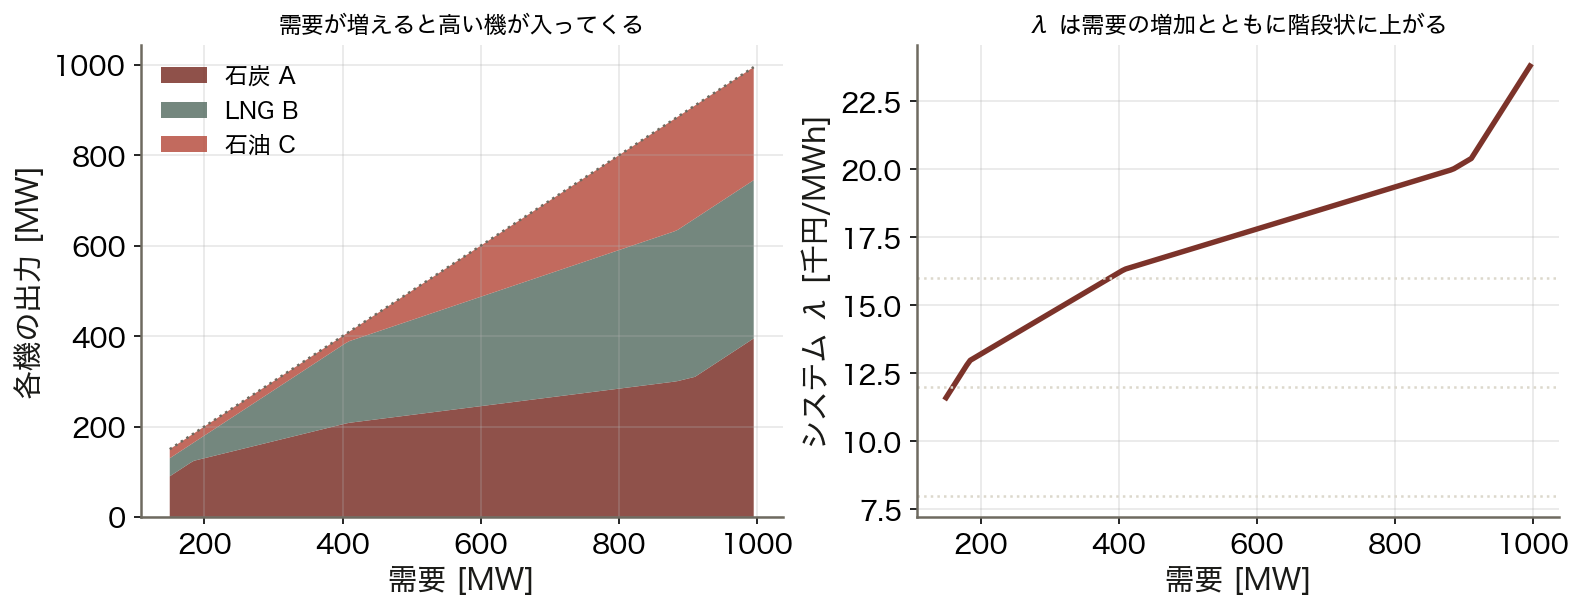 需要が増えると高い機が入ってくる
各機の出力 [MW]
1000
800
600
400
200
0
石炭 A
LNG B
石油 C
200 400 600 800 1000
需要 [MW]
λ は需要の増加とともに階段状に上がる
システム λ [千円/MWh]
22.5
20.0
17.5
15.0
12.5
10.0
7.5
200 400 600 800 1000
需要 [MW]